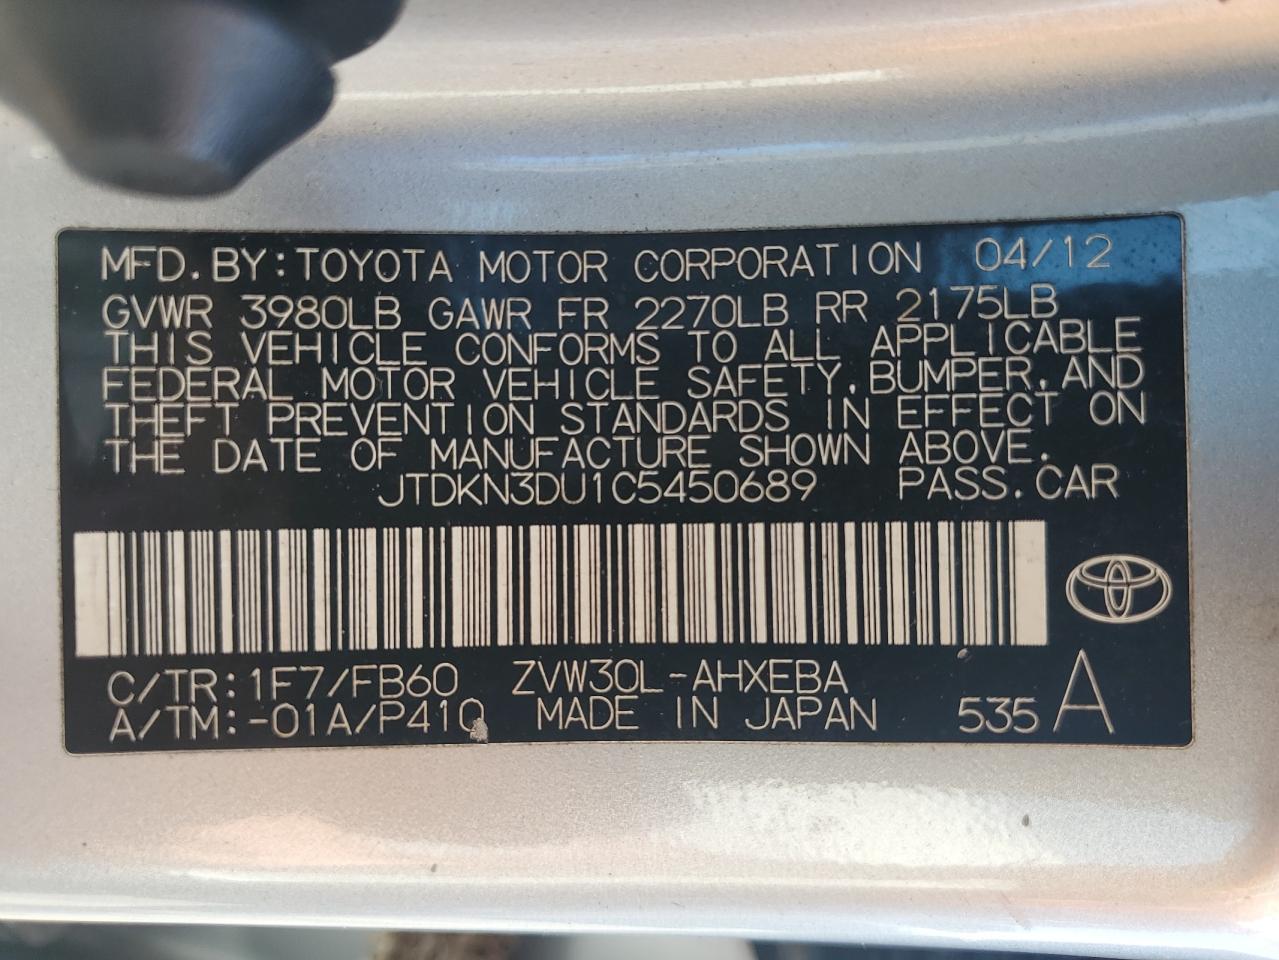 MFD.BY:TOYOTA MOTOR CORPORATION 04/12
GVWR 3980LB GAWR FR 2270LB RR 2175LB
THIS VEHICLE CONFORMS TO ALL APPLICABLE
FEDERAL MOTOR VEHICLE SAFETY,BUMPER,AND
THEFT PREVENTION STANDARDS IN EFFECT ON
THE DATE OF MANUFACTURE SHOWN ABOVE.
JTDKN3DU1C5450689 PASS.CAR
C/TR:1F7/FB60 ZVW30L-AHXEBA
A/TM:-01A/P410 MADE IN JAPAN 535 A